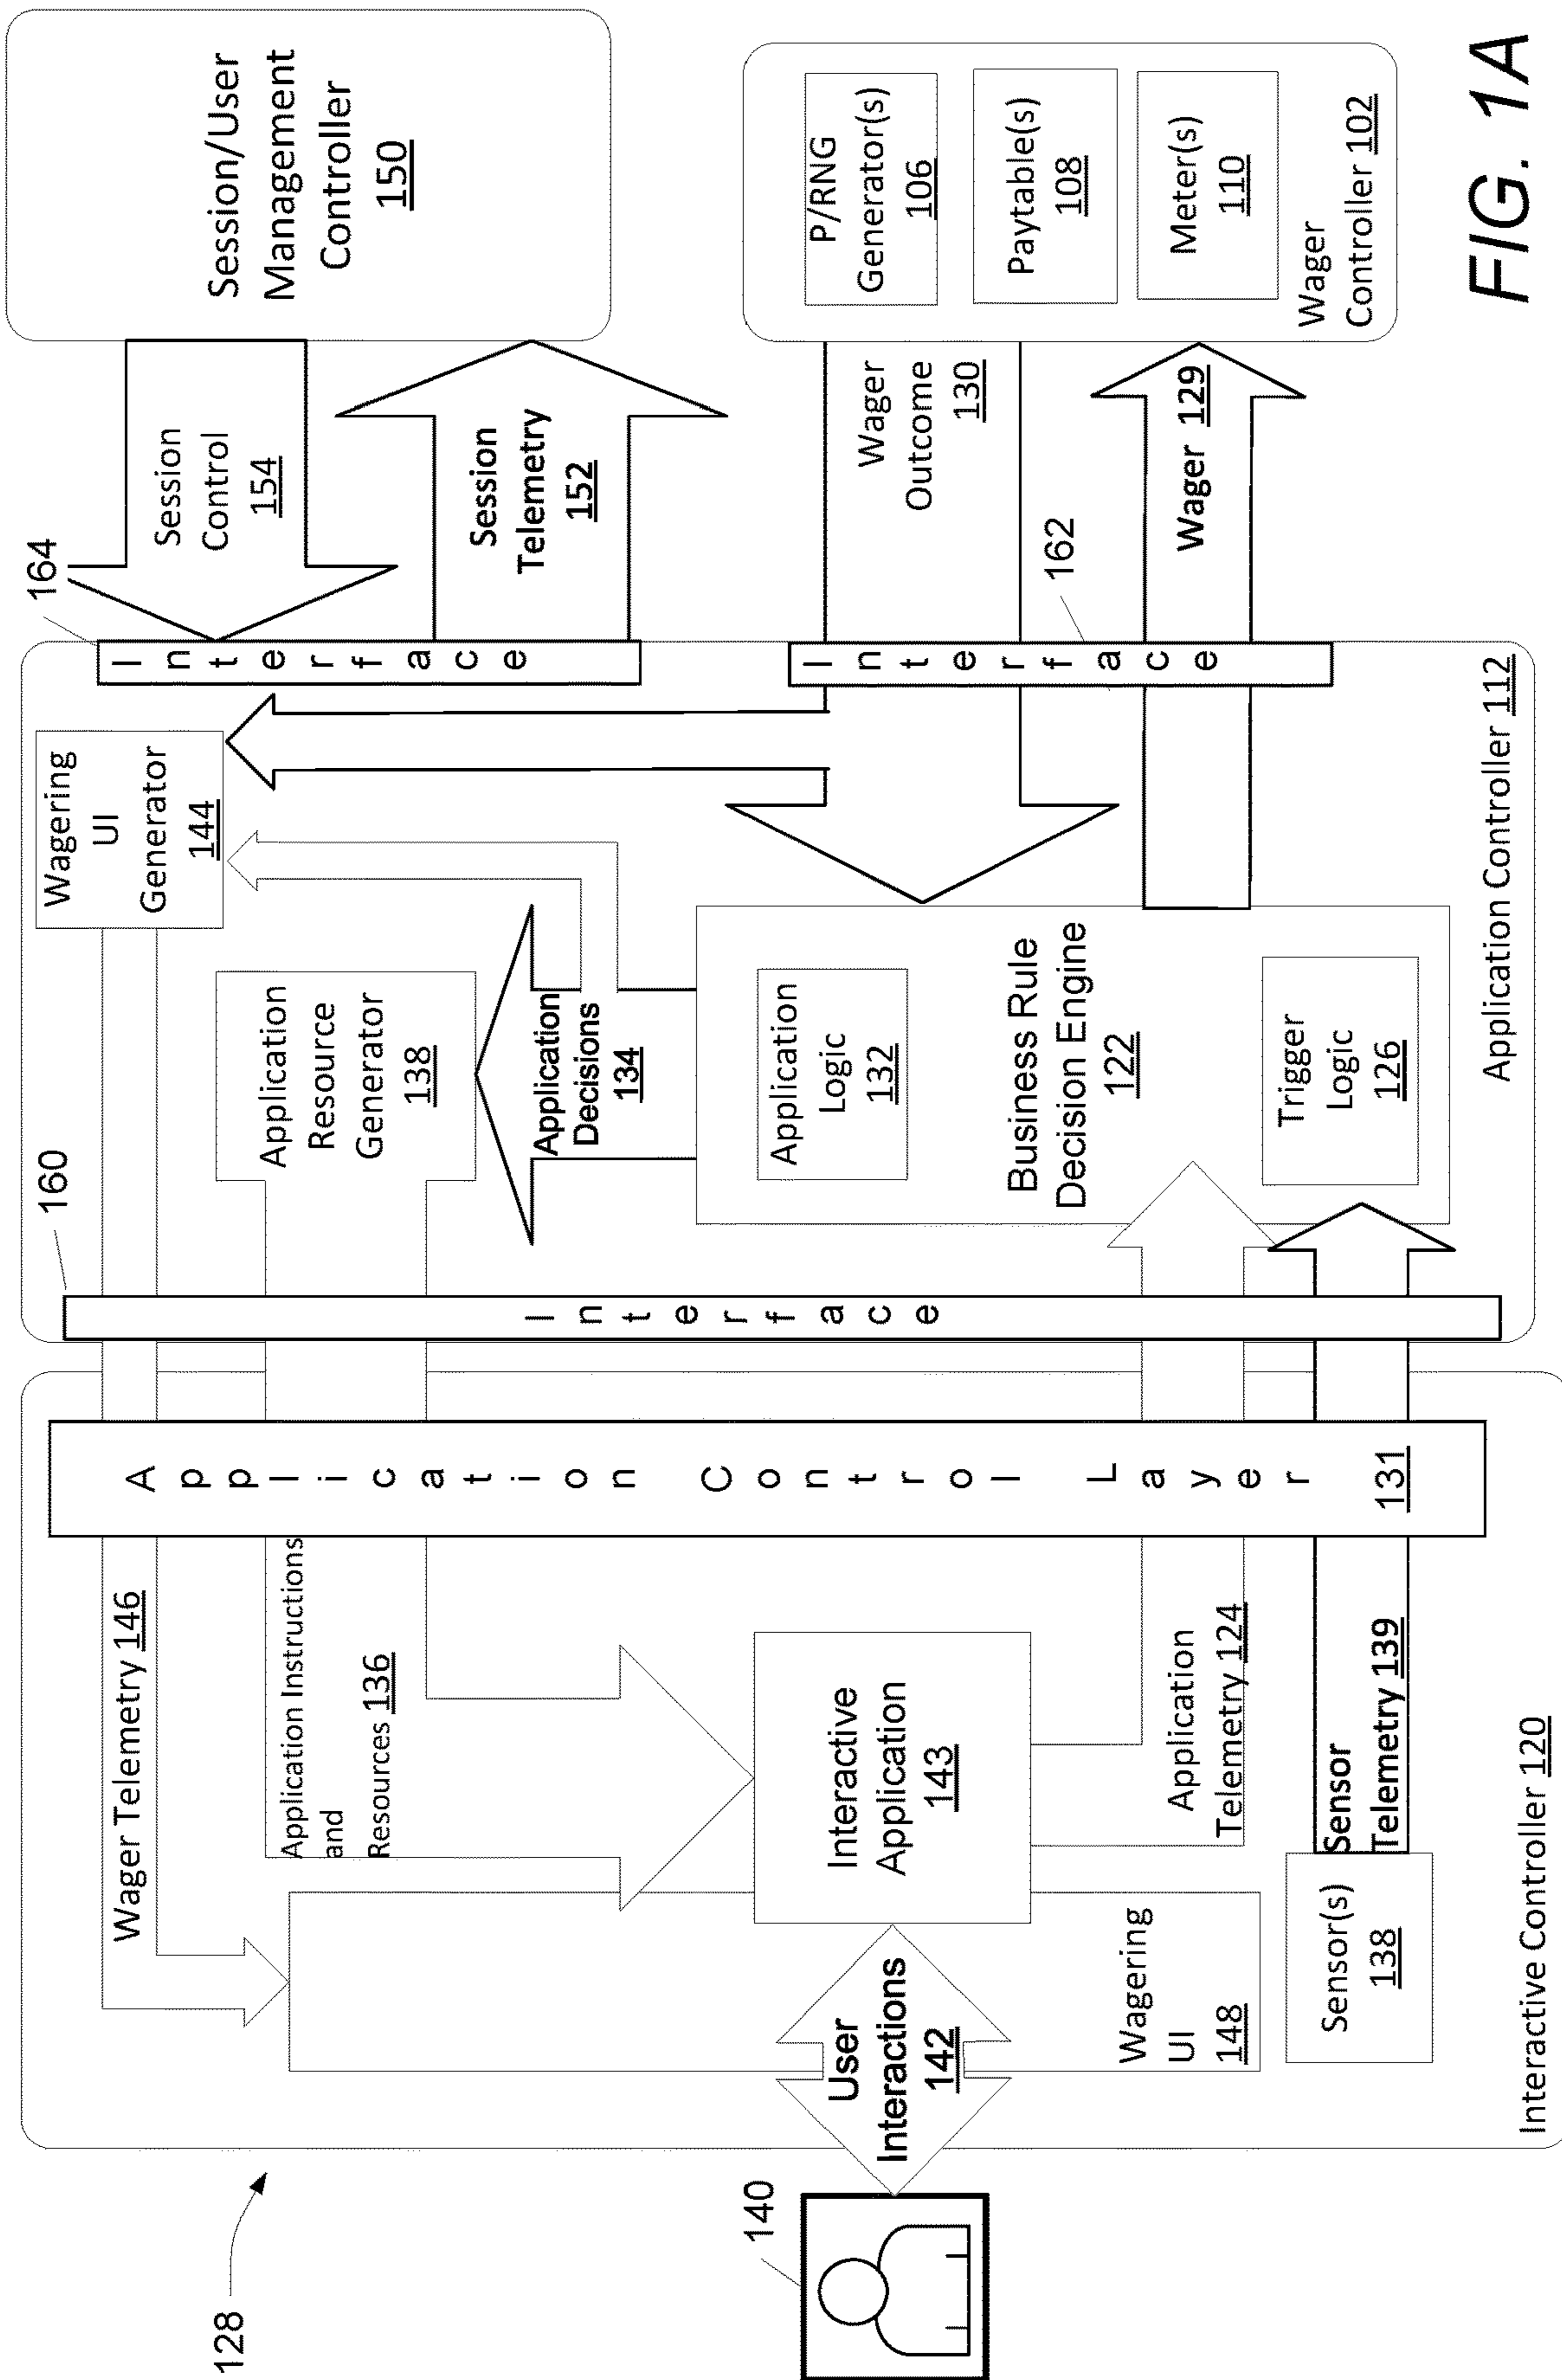 128
140
User
Interactions
142
Interactive Controller 120
Wager Telemetry 146
Application Instructions
and
Resources 136
Interactive
Application
143
Wagering
UI
148
Application
Telemetry 124
Sensor(s)
138
Sensor
Telemetry 139
Application Control Layer
131
Application Controller 112
160
Interface
Wagering
UI
Generator
144
Application
Resource
Generator
138
Application
Decisions
134
Application
Logic
132
Business Rule
Decision Engine
122
Trigger
Logic
126
164
Interface
Interface
162
Session
Control
154
Session
Telemetry
152
Wager
Outcome
130
Wager 129
Session/User
Management
Controller
150
P/RNG
Generator(s)
106
Paytable(s)
108
Meter(s)
110
Wager
Controller 102
FIG. 1A